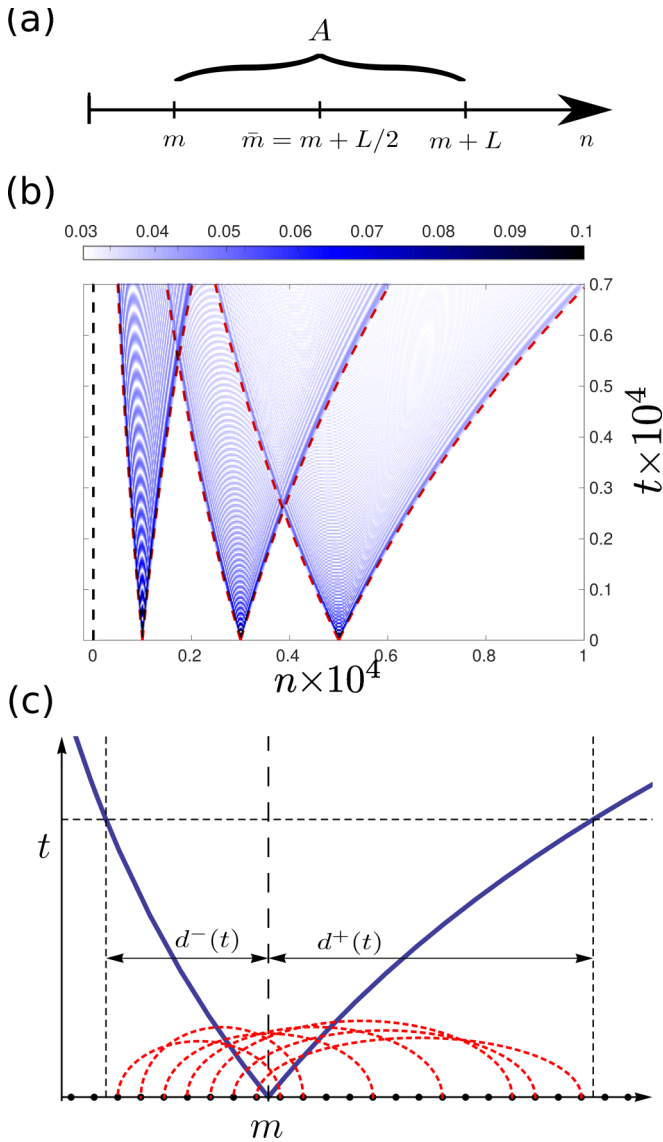 (a)
A
m
m̄ = m + L/2
m + L
n
(b)
0.03 0.04 0.05 0.06 0.07 0.08 0.09 0.1
0.7
0.6
0.5
0.4
0.3
0.2
0.1
0
t×10⁴
0 0.2 0.4 0.6 0.8 1
n×10⁴
(c)
t
d⁻(t)
d⁺(t)
m